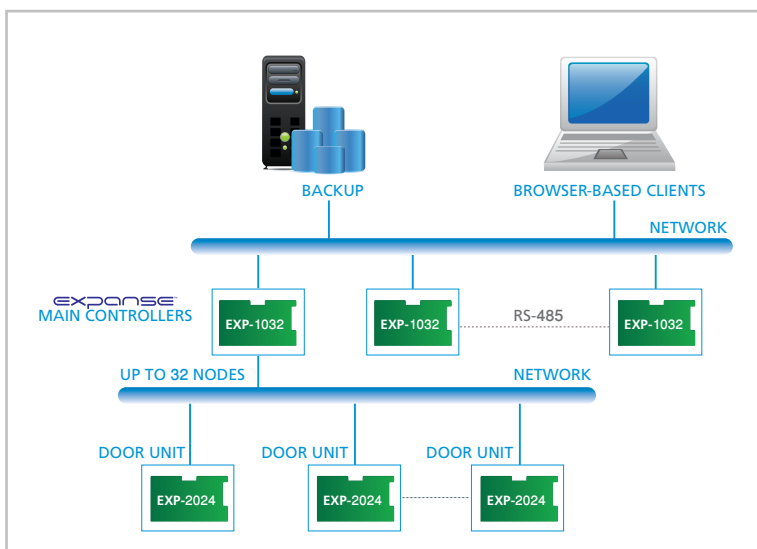 BACKUP
BROWSER-BASED CLIENTS
NETWORK
EXPANSE™
MAIN CONTROLLERS
EXP-1032
EXP-1032
RS-485
EXP-1032
UP TO 32 NODES
NETWORK
DOOR UNIT
DOOR UNIT
DOOR UNIT
EXP-2024
EXP-2024
EXP-2024